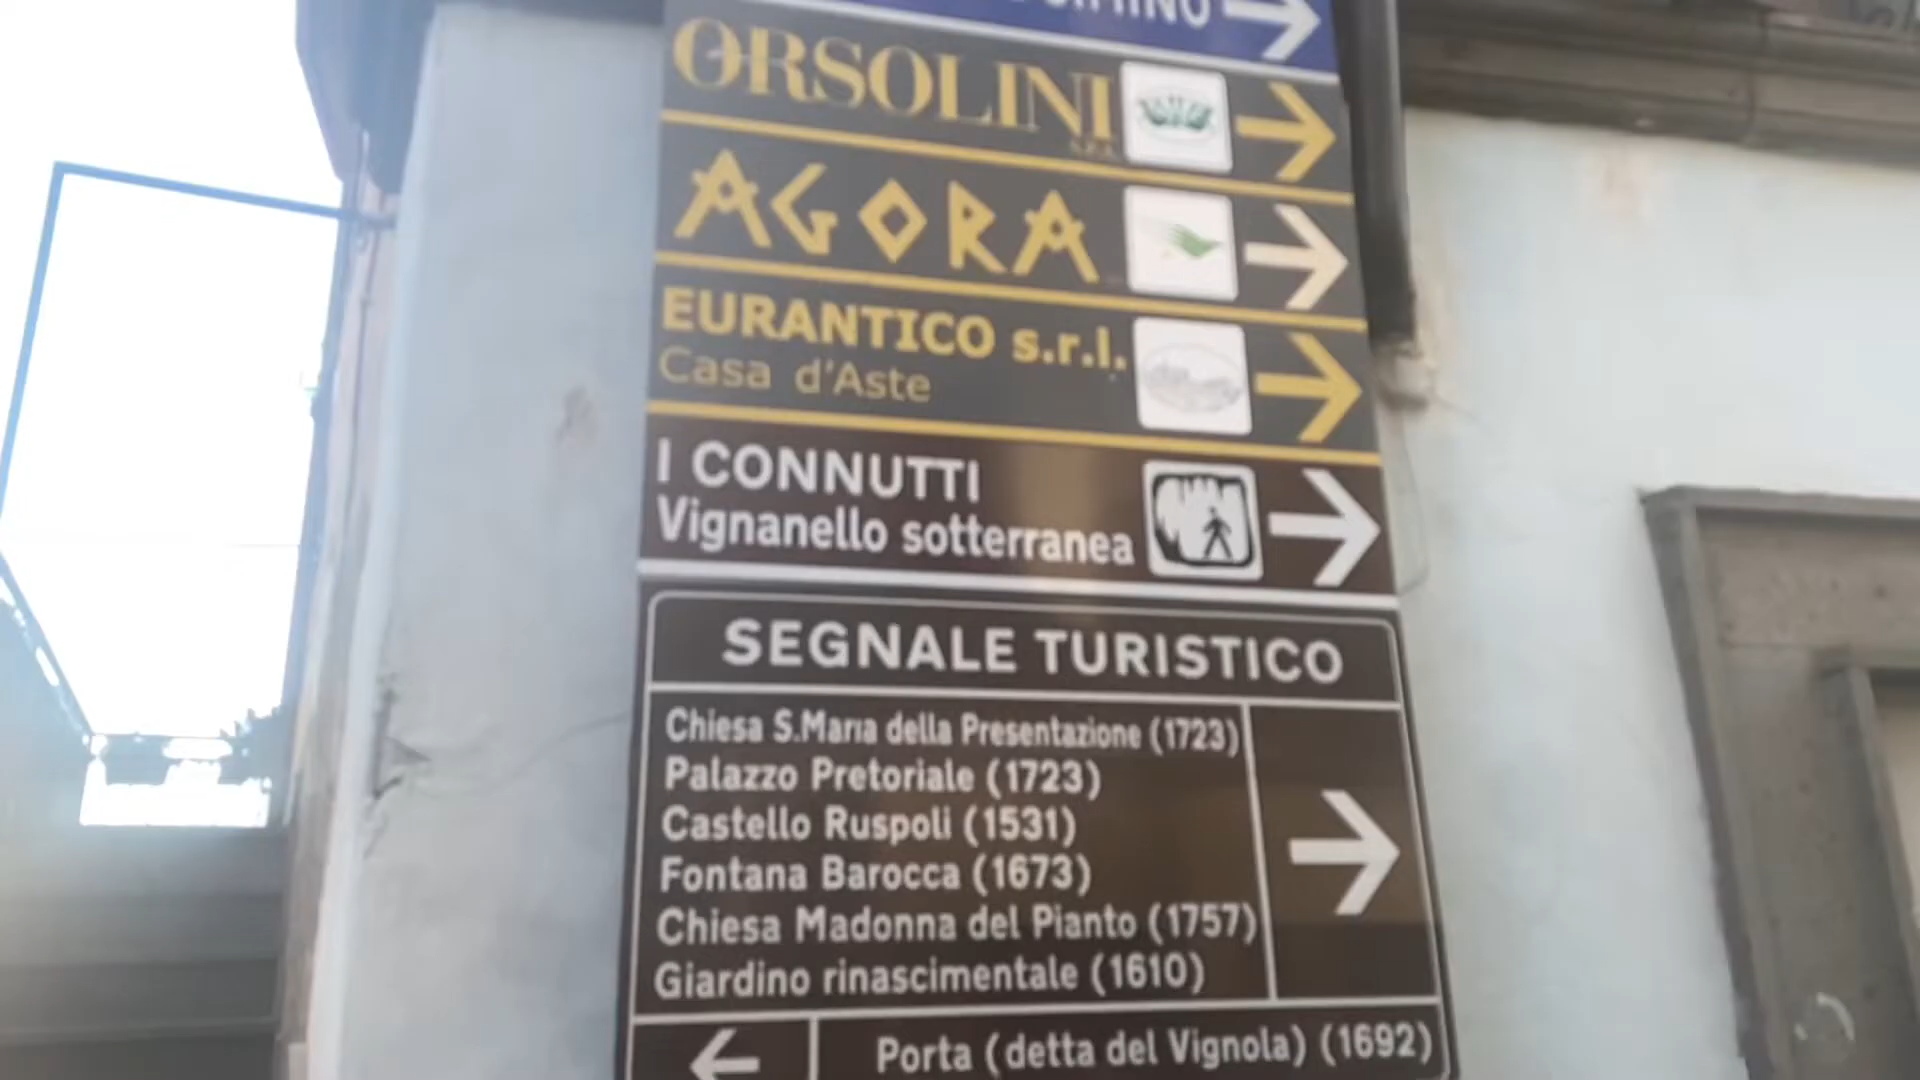 ORSOLINI
AGORA
EURANTICO s.r.l.
Casa d'Aste
I CONNUTTI
Vignanello sotterranea
SEGNALE TURISTICO
Chiesa S.Maria della Presentazione (1723)
Palazzo Pretoriale (1723)
Castello Ruspoli (1531)
Fontana Barocca (1673)
Chiesa Madonna del Pianto (1757)
Giardino rinascimentale (1610)
Porta (detta del Vignola) (1692)